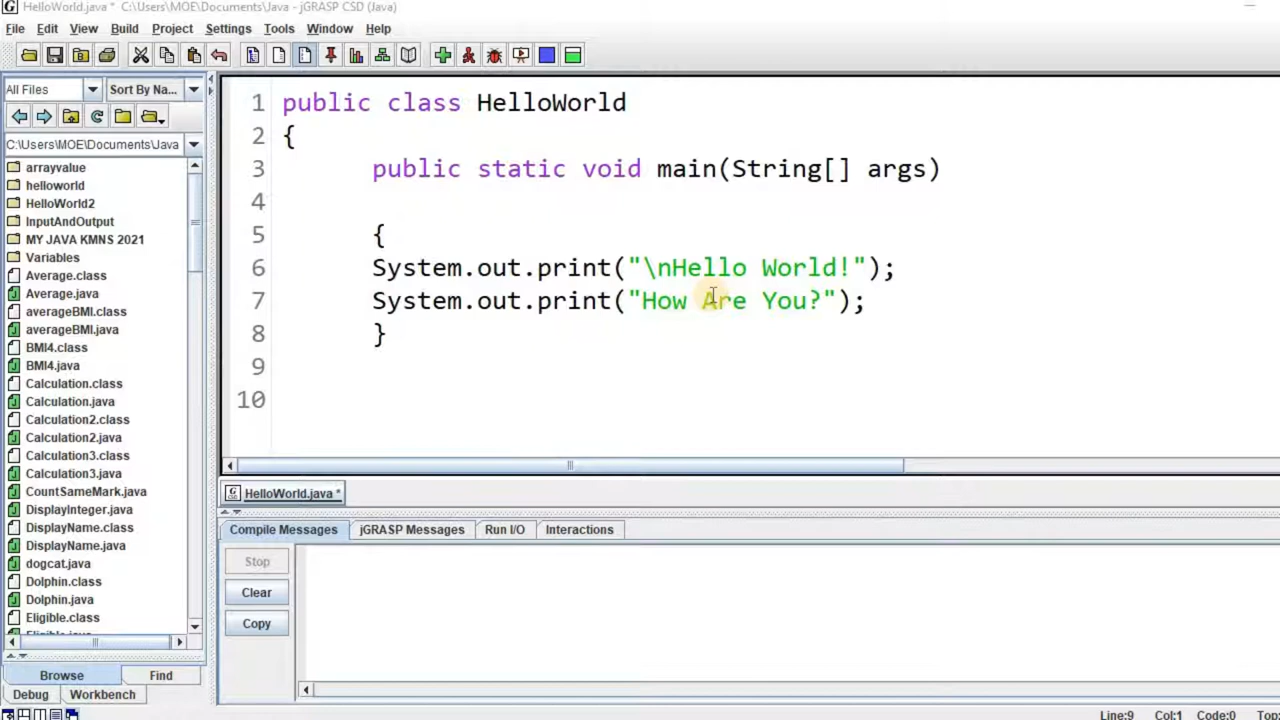 HelloWorld.java * C:\Users\MOE\Documents\Java - jGRASP CSD (Java)
File Edit View Build Project Settings Tools Window Help
All Files Sort By Na...
C:\Users\MOE\Documents\Java
arrayvalue
helloworld
HelloWorld2
InputAndOutput
MY JAVA KMNS 2021
Variables
Average.class
Average.java
averageBMI.class
averageBMI.java
BMI4.class
BMI4.java
Calculation.class
Calculation.java
Calculation2.class
Calculation2.java
Calculation3.class
Calculation3.java
CountSameMark.java
DisplayInteger.java
DisplayName.class
DisplayName.java
dogcat.java
Dolphin.class
Dolphin.java
Eligible.class
Eligible.java
Browse Find
Debug Workbench
1 public class HelloWorld
2 {
3 public static void main(String[] args)
4
5 {
6 System.out.print("\nHello World!");
7 System.out.print("How Are You?");
8 }
9
10
HelloWorld.java *
Compile Messages jGRASP Messages Run I/O Interactions
Stop
Clear
Copy
Line:9 Col:1 Code:0 Top: